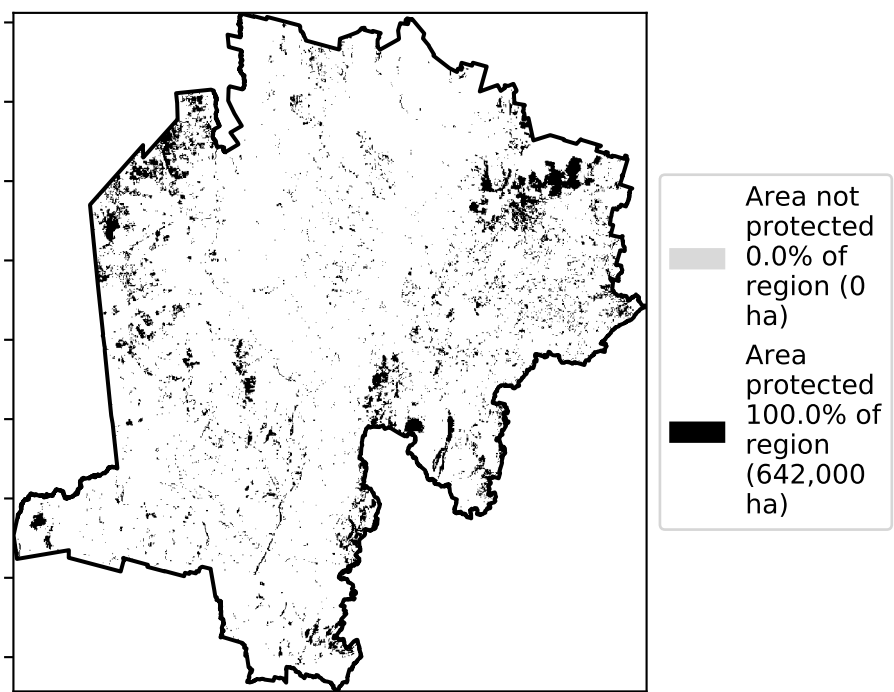 Area not
protected
0.0% of
region (0
ha)
Area
protected
100.0% of
region
(642,000
ha)